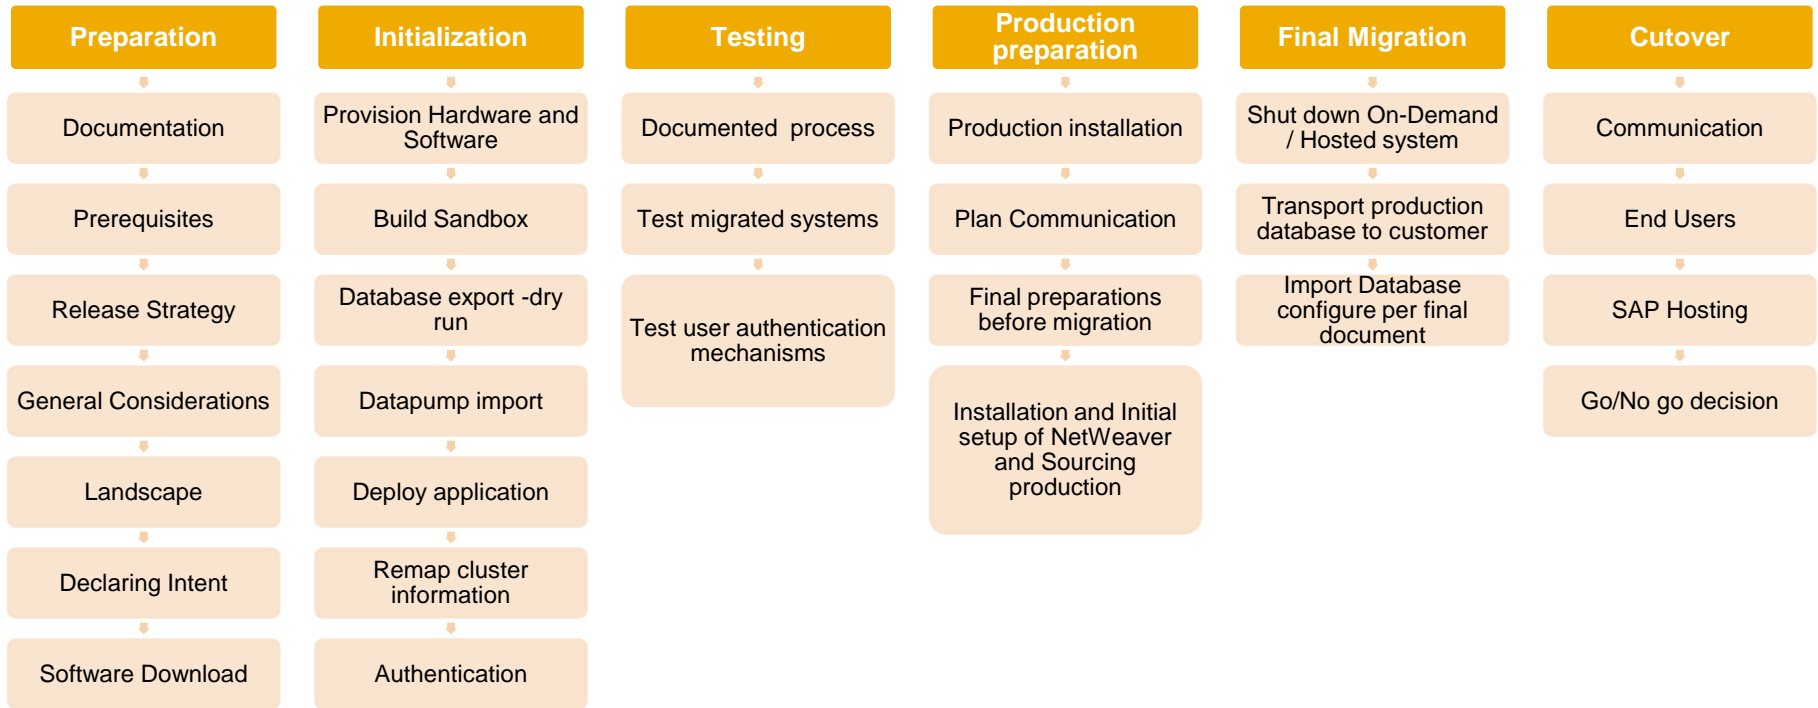 Preparation
Documentation
Prerequisites
Release Strategy
General Considerations
Landscape
Declaring Intent
Software Download
Initialization
Provision Hardware and
Software
Build Sandbox
Database export -dry
run
Datapump import
Deploy application
Remap cluster
information
Authentication
Testing
Documented  process
Test migrated systems
Test user authentication
mechanisms
Production
preparation
Production installation
Plan Communication
Final preparations
before migration
Installation and Initial
setup of NetWeaver
and Sourcing
production
Final Migration
Shut down On-Demand
/ Hosted system
Transport production
database to customer
Import Database
configure per final
document
Cutover
Communication
End Users
SAP Hosting
Go/No go decision